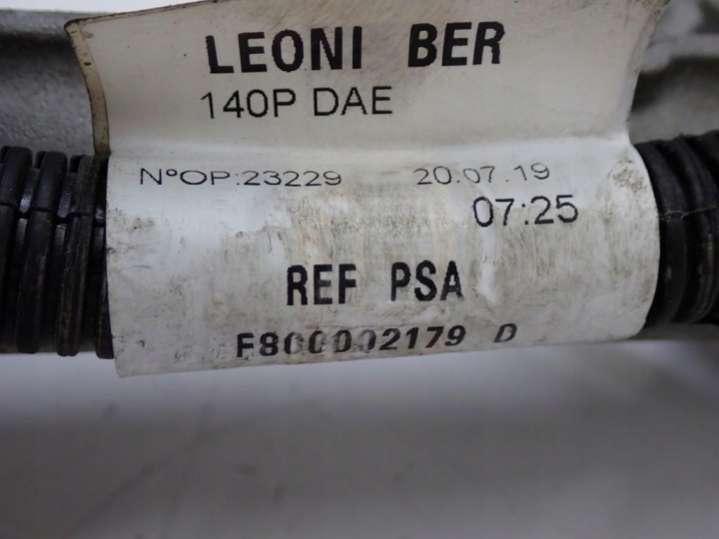 LEONI BER
140P DAE
N°OP:23229 20.07.19
07:25
REF PSA
F800002179 D